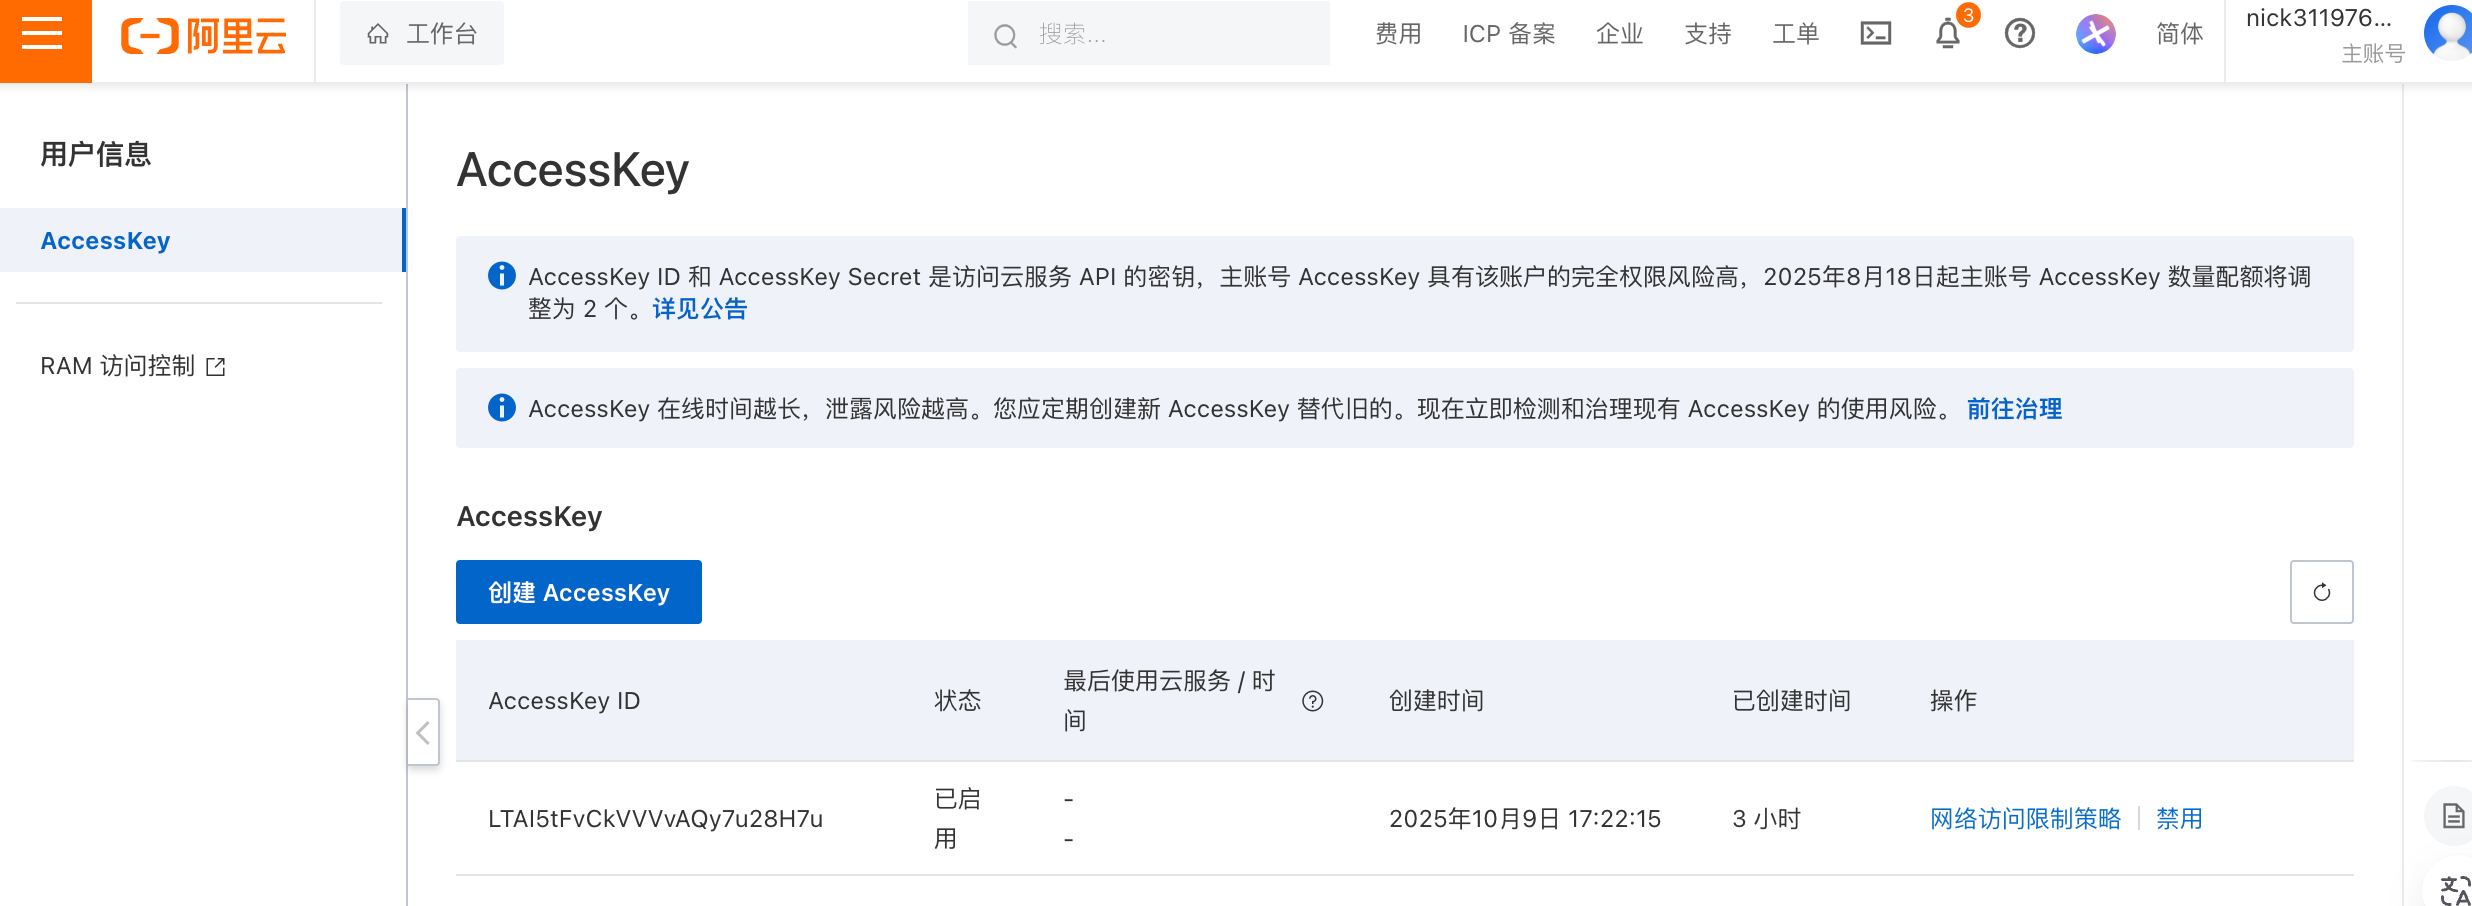 阿里云
工作台
搜索...
费用
ICP 备案
企业
支持
工单
3
简体
nick311976...
主账号
用户信息
AccessKey
RAM 访问控制
AccessKey
AccessKey ID 和 AccessKey Secret 是访问云服务 API 的密钥，主账号 AccessKey 具有该账户的完全权限风险高，2025年8月18日起主账号 AccessKey 数量配额将调
整为 2 个。详见公告
AccessKey 在线时间越长，泄露风险越高。您应定期创建新 AccessKey 替代旧的。现在立即检测和治理现有 AccessKey 的使用风险。 前往治理
AccessKey
创建 AccessKey
AccessKey ID
状态
最后使用云服务 / 时
间
创建时间
已创建时间
操作
LTAI5tFvCkVVVvAQy7u28H7u
已启
用
-
-
2025年10月9日 17:22:15
3 小时
网络访问限制策略
禁用